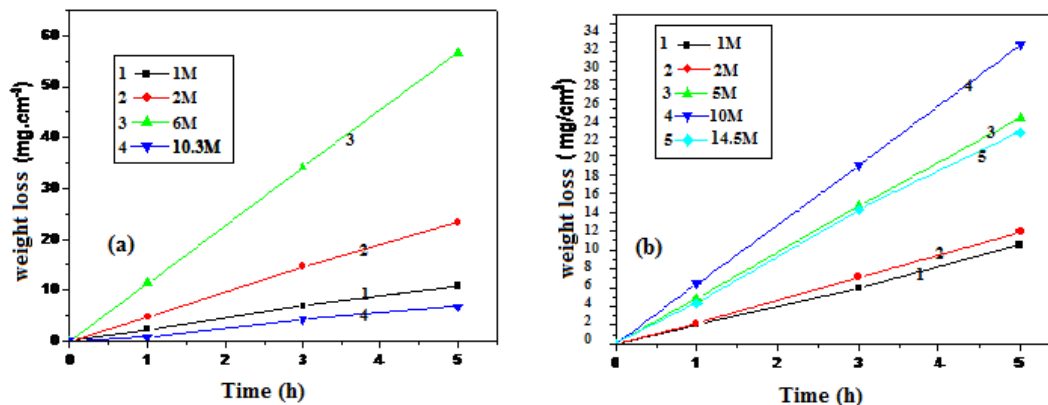 60
50
40
30
20
10
0
weight loss (mg.cm⁻²)
1 1M
2 2M
3 6M
4 10.3M
3
2
1
4
(a)
0 1 2 3 4 5
Time (h)
34
32
30
28
26
24
22
20
18
16
14
12
10
8
6
4
2
0
weight loss (mg/cm²)
1 1M
2 2M
3 5M
4 10M
5 14.5M
4
3
5
2
1
(b)
0 1 2 3 4 5
Time (h)